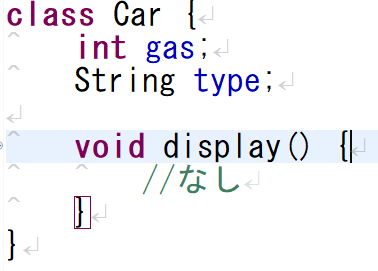 class Car {
    int gas;
    String type;

    void display() {
        //なし
    }
}